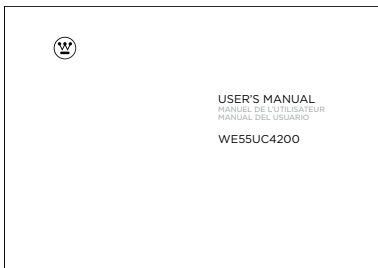 W
USER'S MANUAL
MANUEL DE L'UTILISATEUR
MANUAL DEL USUARIO
WE55UC4200